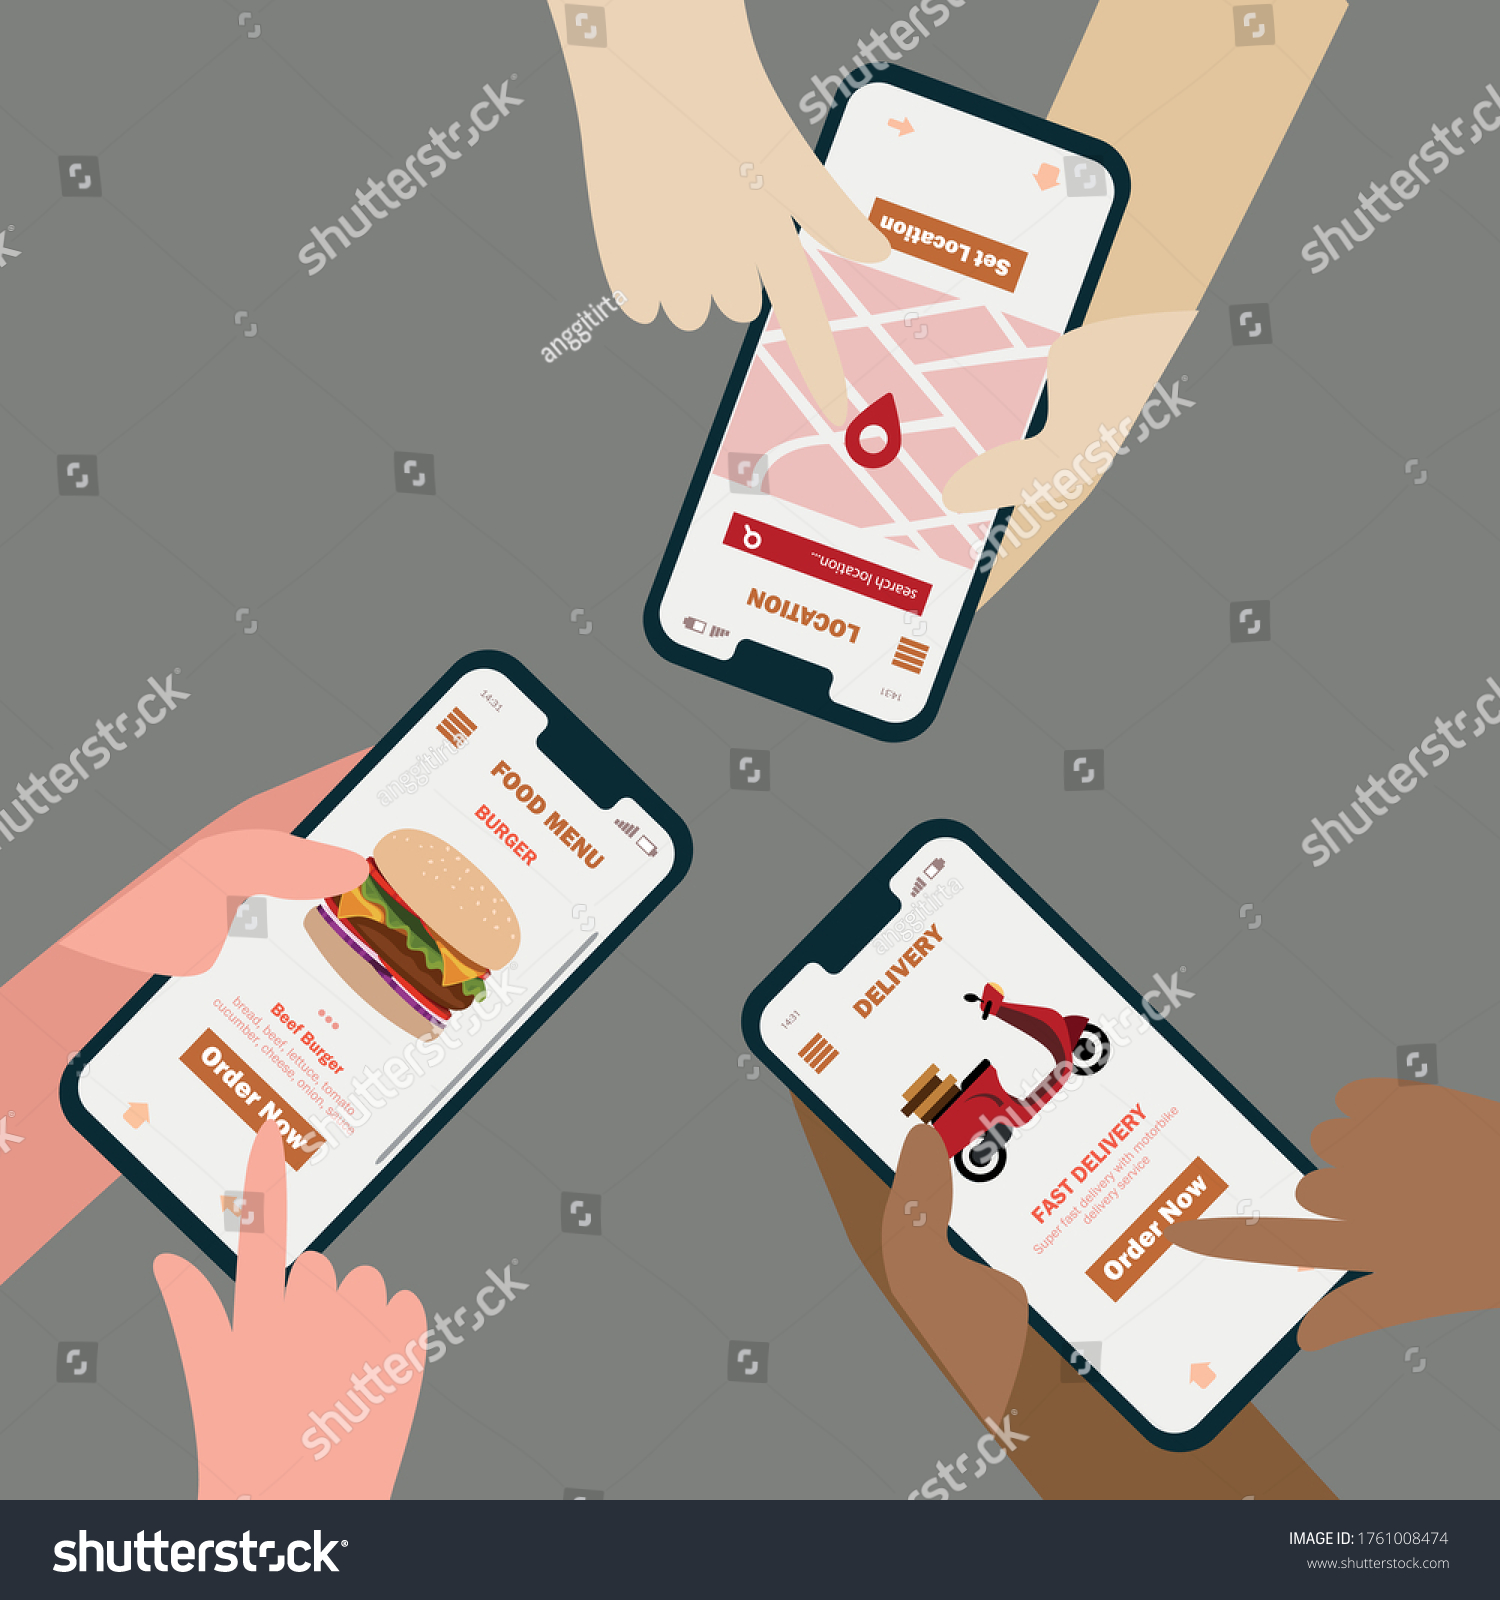 Set Location
search location...
LOCATION
14:31
14:31
FOOD MENU
BURGER
Beef Burger
bread, beef, lettuce, tomato
cucumber, cheese, onion, sauce
Order Now
14:31
DELIVERY
FAST DELIVERY
Super fast delivery with motorbike
delivery service
Order Now
shutterstock
anggitirta
shutterstock
IMAGE ID: 1761008474
www.shutterstock.com